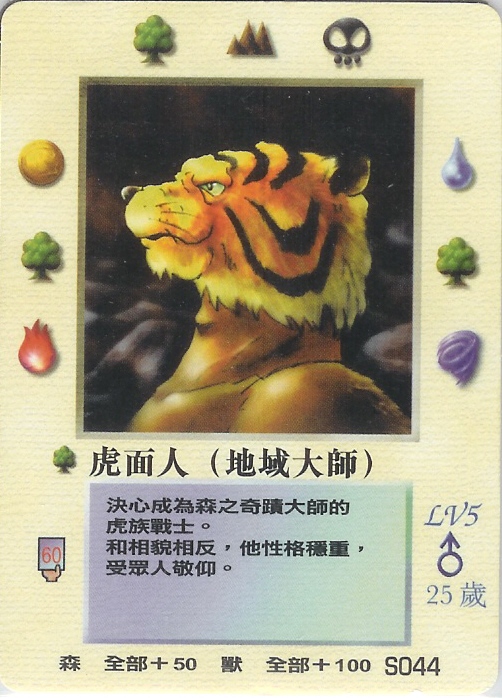 虎面人（地域大師）
決心成為森之奇蹟大師的
虎族戰士。
和相貌相反，他性格穩重，
受眾人敬仰。
60
LV5
25歲
森 全部＋50 獸 全部＋100 S044